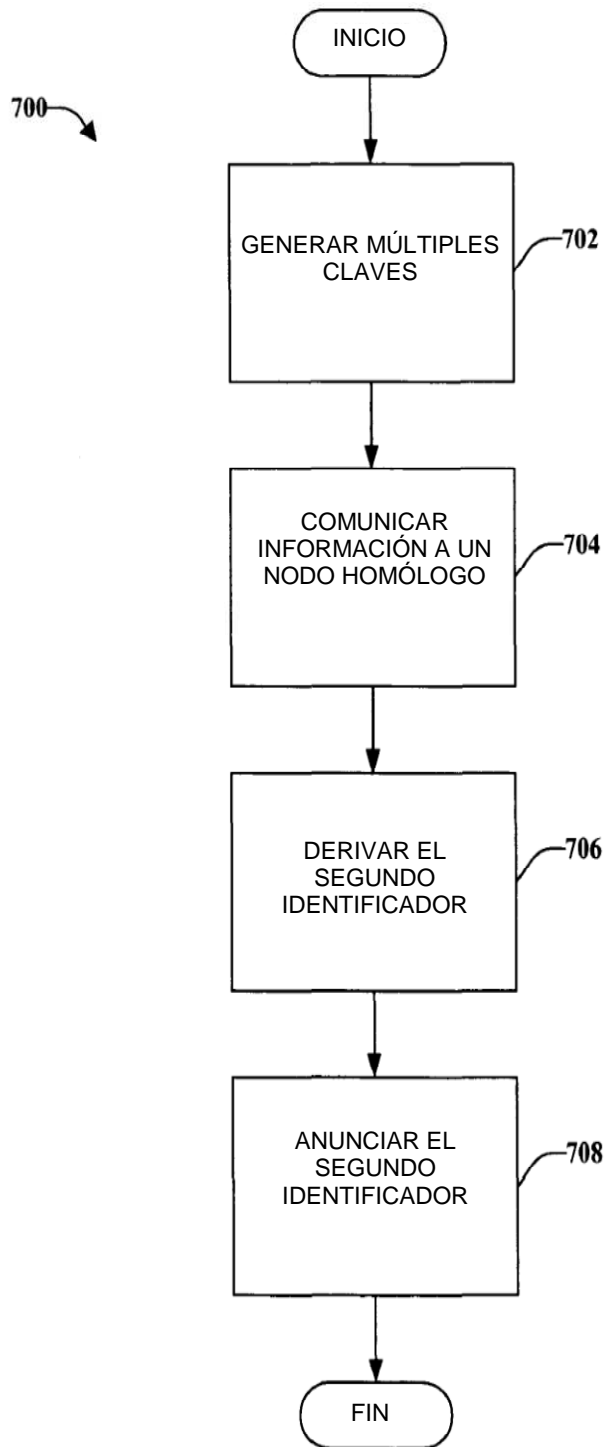 INICIO
700
GENERAR MÚLTIPLES
CLAVES
702
COMUNICAR
INFORMACIÓN A UN
NODO HOMÓLOGO
704
DERIVAR EL
SEGUNDO
IDENTIFICADOR
706
ANUNCIAR EL
SEGUNDO
IDENTIFICADOR
708
FIN